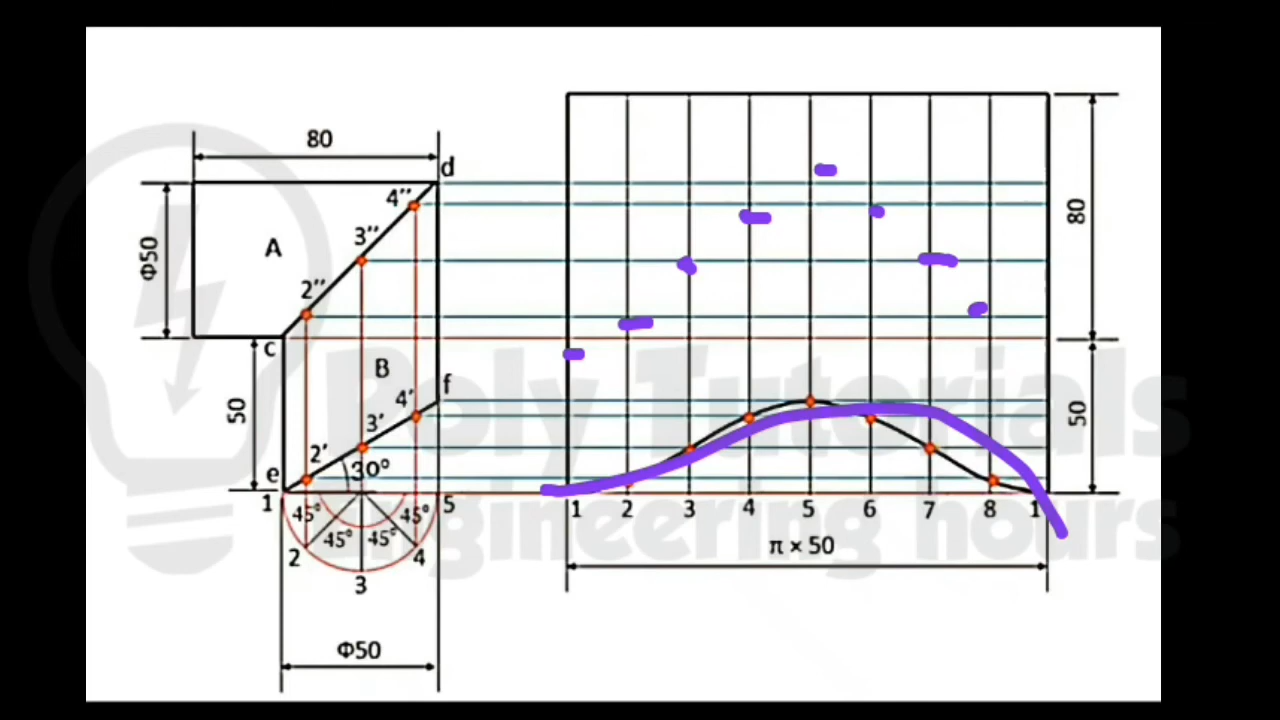 80
d
4''
3''
A
Φ50
2''
c
B
f
50
4'
3'
2'
e
30°
1
5
45°
45°
45°
45°
2
4
3
Φ50
80
50
1 2 3 4 5 6 7 8 1
π × 50
Poly Tutorials
engineering hours